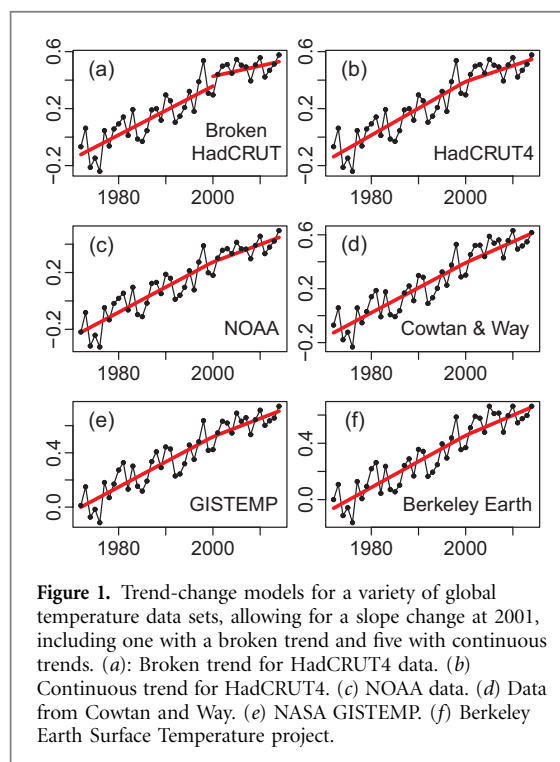 (a)
Broken
HadCRUT
−0.2 0.2 0.6
1980 2000
(b)
HadCRUT4
−0.2 0.2 0.6
1980 2000
(c)
NOAA
−0.2 0.2
1980 2000
(d)
Cowtan & Way
−0.2 0.2 0.6
1980 2000
(e)
GISTEMP
0.0 0.4
1980 2000
(f)
Berkeley Earth
0.0 0.4
1980 2000
Figure 1. Trend-change models for a variety of global
temperature data sets, allowing for a slope change at 2001,
including one with a broken trend and five with continuous
trends. (a): Broken trend for HadCRUT4 data. (b)
Continuous trend for HadCRUT4. (c) NOAA data. (d) Data
from Cowtan and Way. (e) NASA GISTEMP. (f) Berkeley
Earth Surface Temperature project.